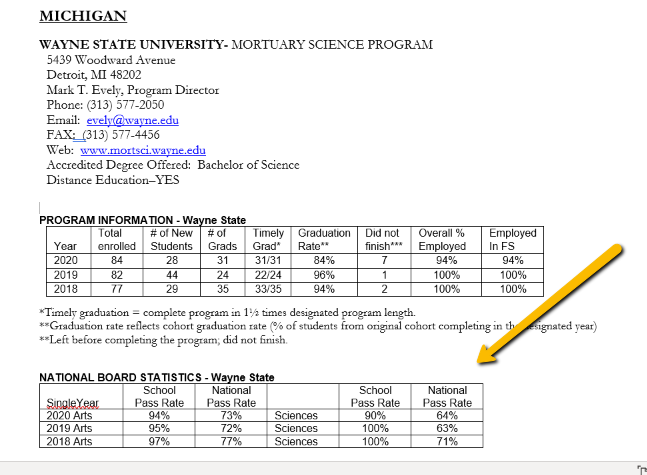 MICHIGAN
WAYNE STATE UNIVERSITY- MORTUARY SCIENCE PROGRAM
5439 Woodward Avenue
Detroit, MI 48202
Mark T. Evely, Program Director
Phone: (313) 577-2050
Email: evely@wayne.edu
FAX: (313) 577-4456
Web: www.mortsci.wayne.edu
Accredited Degree Offered: Bachelor of Science
Distance Education–YES
PROGRAM INFORMATION - Wayne State
Total # of New # of Timely Graduation Did not Overall % Employed
Year enrolled Students Grads Grad* Rate** finish*** Employed In FS
2020 84 28 31 31/31 84% 7 94% 94%
2019 82 44 24 22/24 96% 1 100% 100%
2018 77 29 35 33/35 94% 2 100% 100%
*Timely graduation = complete program in 1½ times designated program length.
**Graduation rate reflects cohort graduation rate (% of students from original cohort completing in the designated year)
**Left before completing the program; did not finish.
NATIONAL BOARD STATISTICS - Wayne State
School National School National
SingleYear Pass Rate Pass Rate Pass Rate Pass Rate
2020 Arts 94% 73% Sciences 90% 64%
2019 Arts 95% 72% Sciences 100% 63%
2018 Arts 97% 77% Sciences 100% 71%